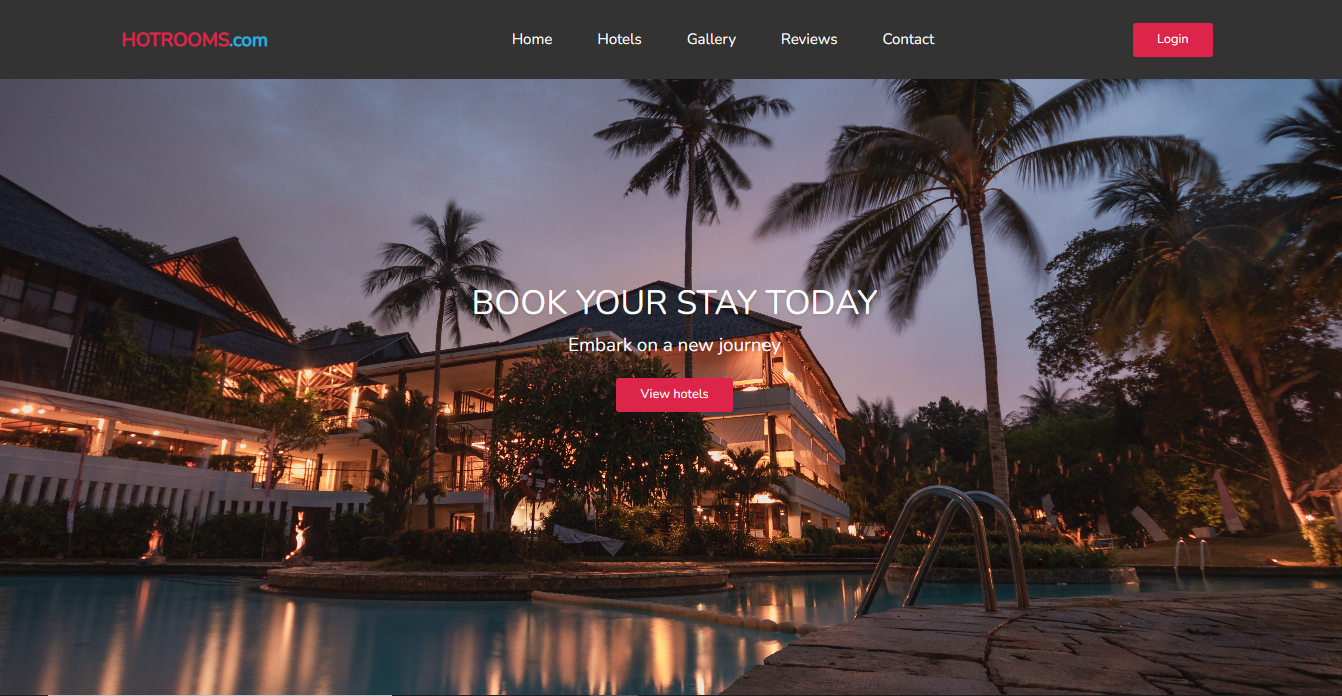 HOTROOMS.com
Home
Hotels
Gallery
Reviews
Contact
Login
BOOK YOUR STAY TODAY
Embark on a new journey
View hotels